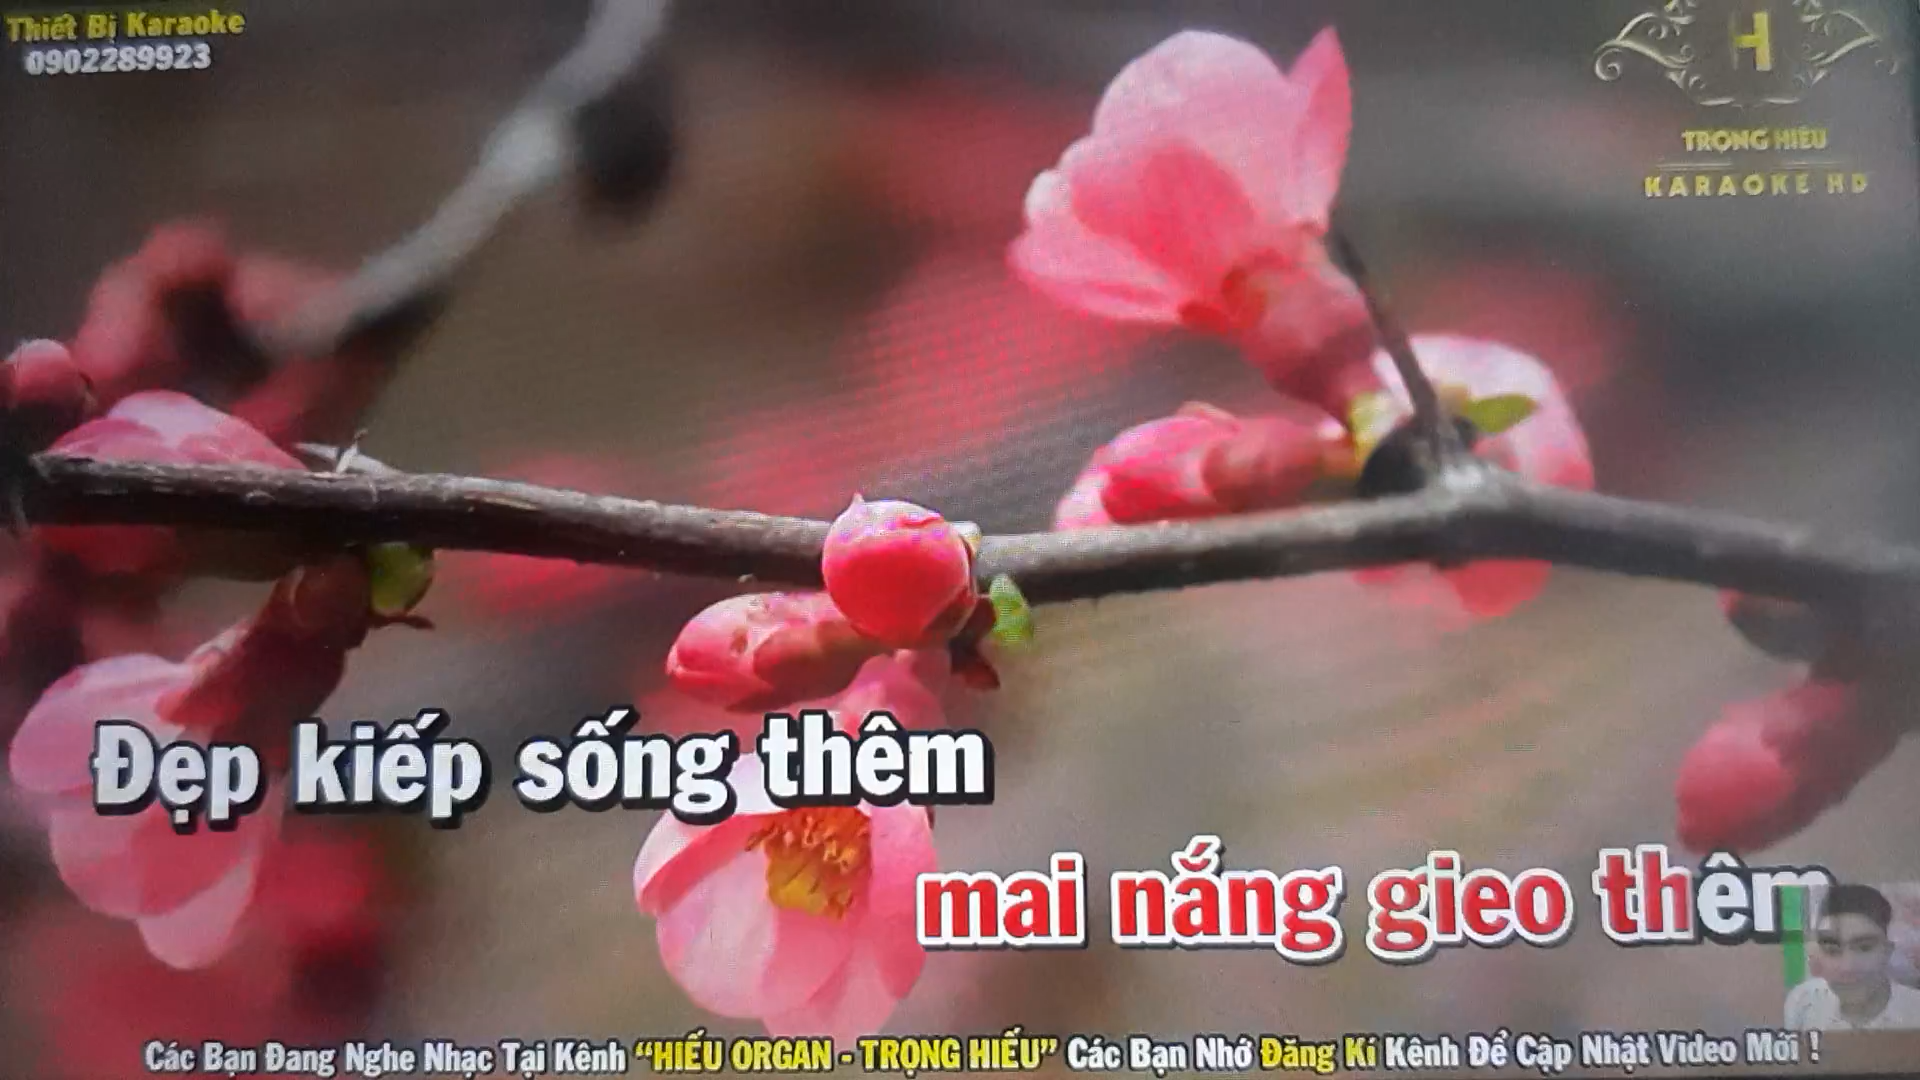 Thiết Bị Karaoke
0902289923
H
TRỌNG HIẾU
KARAOKE HD
Đẹp kiếp sống thêm
mai nắng gieo thêm
Các Bạn Đang Nghe Nhạc Tại Kênh “HIẾU ORGAN - TRỌNG HIẾU” Các Bạn Nhớ Đăng Kí Kênh Để Cập Nhật Video Mới !